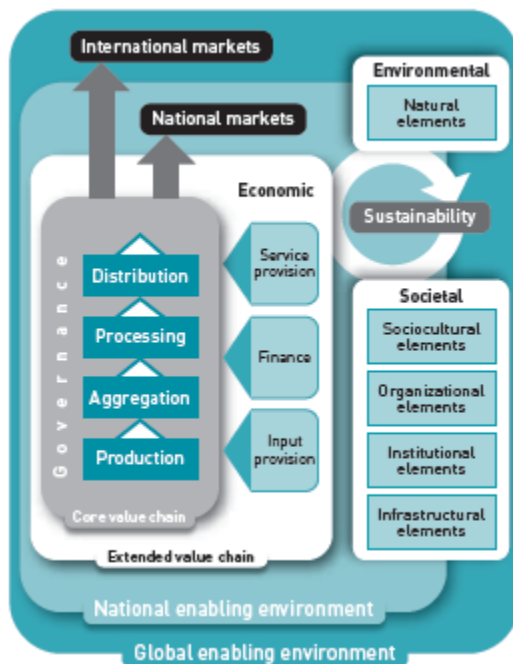 International markets
National markets
Environmental
Natural
elements
Sustainability
Economic
Governance
Distribution
Processing
Aggregation
Production
Core value chain
Service
provision
Finance
Input
provision
Extended value chain
Societal
Sociocultural
elements
Organizational
elements
Institutional
elements
Infrastructural
elements
National enabling environment
Global enabling environment